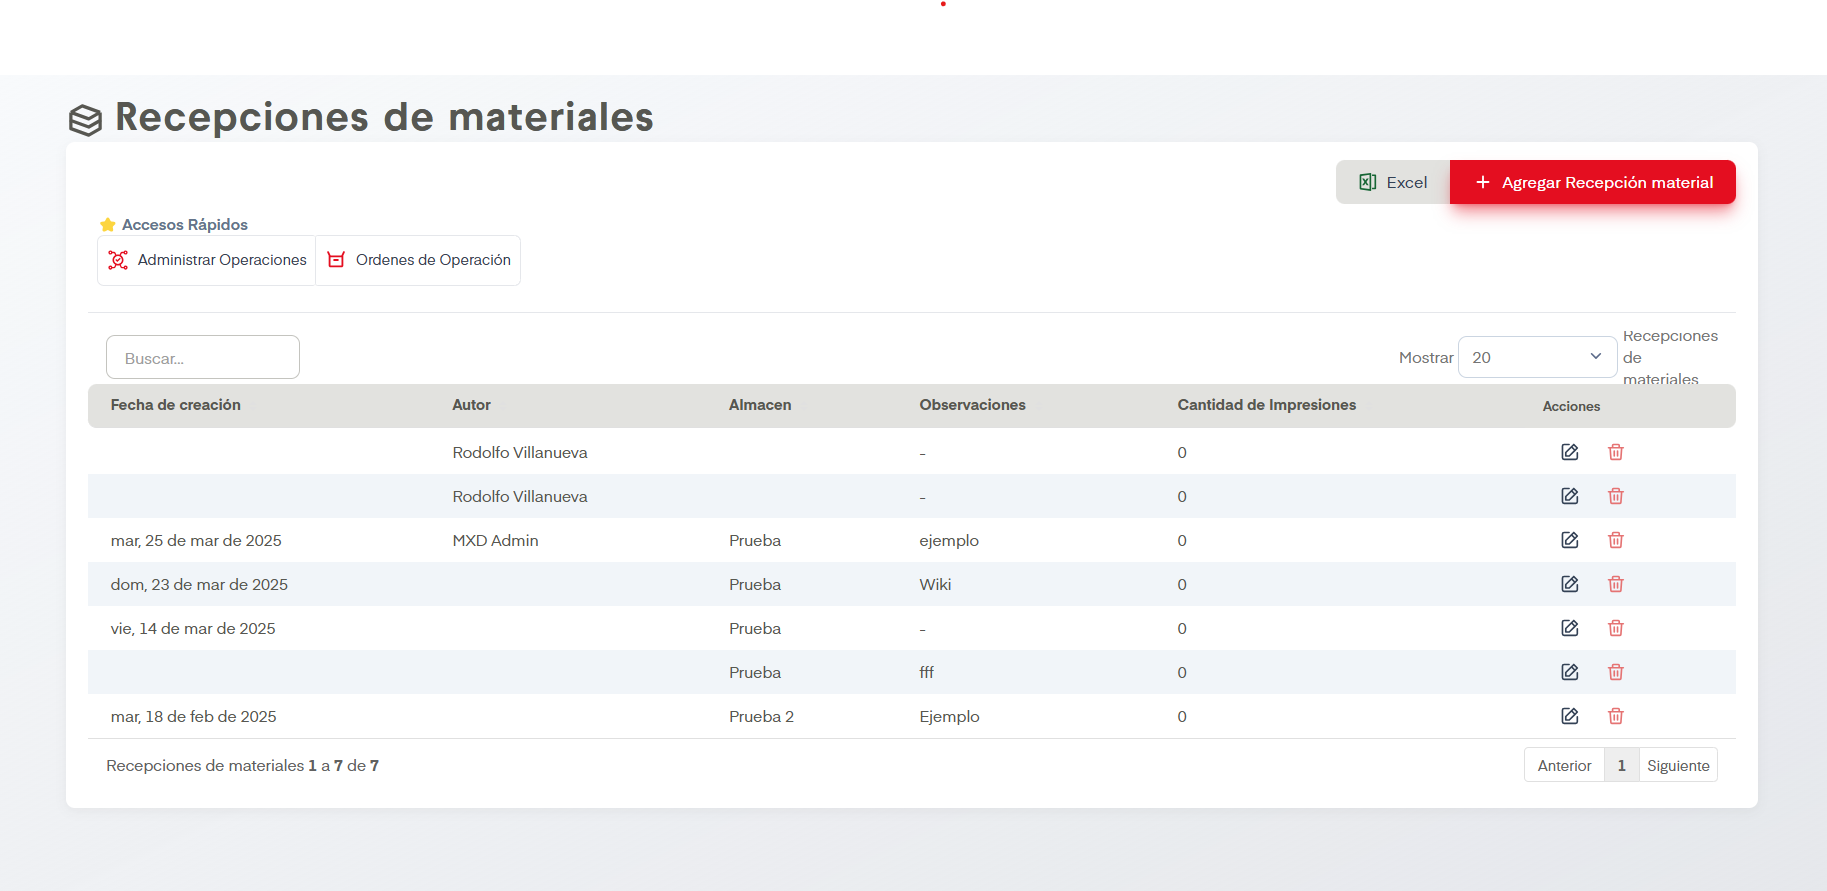 Recepciones de materiales
Excel
Agregar Recepción material
Accesos Rápidos
Administrar Operaciones
Ordenes de Operación
Buscar...
Mostrar 20 Recepciones
de
materiales
Fecha de creación Autor Almacen Observaciones Cantidad de Impresiones Acciones
Rodolfo Villanueva - 0
Rodolfo Villanueva - 0
mar, 25 de mar de 2025 MXD Admin Prueba ejemplo 0
dom, 23 de mar de 2025 Prueba Wiki 0
vie, 14 de mar de 2025 Prueba - 0
Prueba fff 0
mar, 18 de feb de 2025 Prueba 2 Ejemplo 0
Recepciones de materiales 1 a 7 de 7
Anterior 1 Siguiente